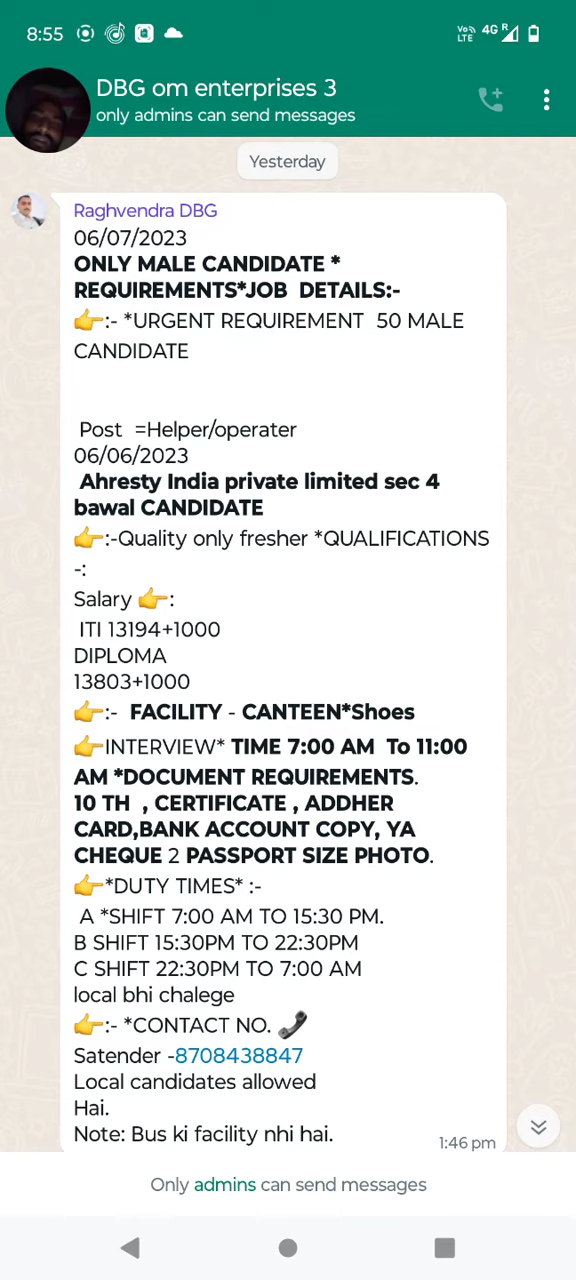 8:55
Vo)) LTE 4G R
DBG om enterprises 3
only admins can send messages
Yesterday
Raghvendra DBG
06/07/2023
ONLY MALE CANDIDATE *
REQUIREMENTS*JOB  DETAILS:-
👉:- *URGENT REQUIREMENT  50 MALE
CANDIDATE
Post  =Helper/operater
06/06/2023
Ahresty India private limited sec 4
bawal CANDIDATE
👉:-Quality only fresher *QUALIFICATIONS
-:
Salary 👉:
ITI 13194+1000
DIPLOMA
13803+1000
👉:-  FACILITY - CANTEEN*Shoes
👉INTERVIEW* TIME 7:00 AM  To 11:00
AM *DOCUMENT REQUIREMENTS.
10 TH  , CERTIFICATE , ADDHER
CARD,BANK ACCOUNT COPY, YA
CHEQUE 2 PASSPORT SIZE PHOTO.
👉*DUTY TIMES* :-
A *SHIFT 7:00 AM TO 15:30 PM.
B SHIFT 15:30PM TO 22:30PM
C SHIFT 22:30PM TO 7:00 AM
local bhi chalege
👉:- *CONTACT NO. 📞
Satender -8708438847
Local candidates allowed
Hai.
Note: Bus ki facility nhi hai.
1:46 pm
Only admins can send messages